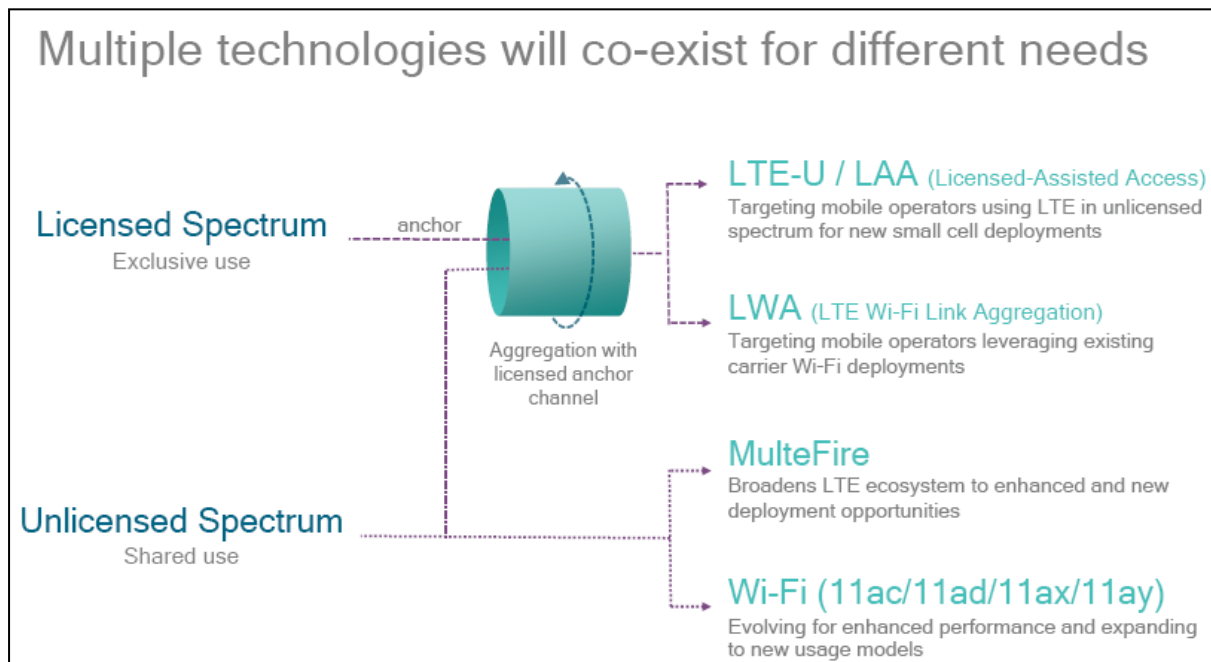 Multiple technologies will co-exist for different needs
Licensed Spectrum
Exclusive use
anchor
Aggregation with
licensed anchor
channel
LTE-U / LAA (Licensed-Assisted Access)
Targeting mobile operators using LTE in unlicensed
spectrum for new small cell deployments
LWA (LTE Wi-Fi Link Aggregation)
Targeting mobile operators leveraging existing
carrier Wi-Fi deployments
Unlicensed Spectrum
Shared use
MulteFire
Broadens LTE ecosystem to enhanced and new
deployment opportunities
Wi-Fi (11ac/11ad/11ax/11ay)
Evolving for enhanced performance and expanding
to new usage models